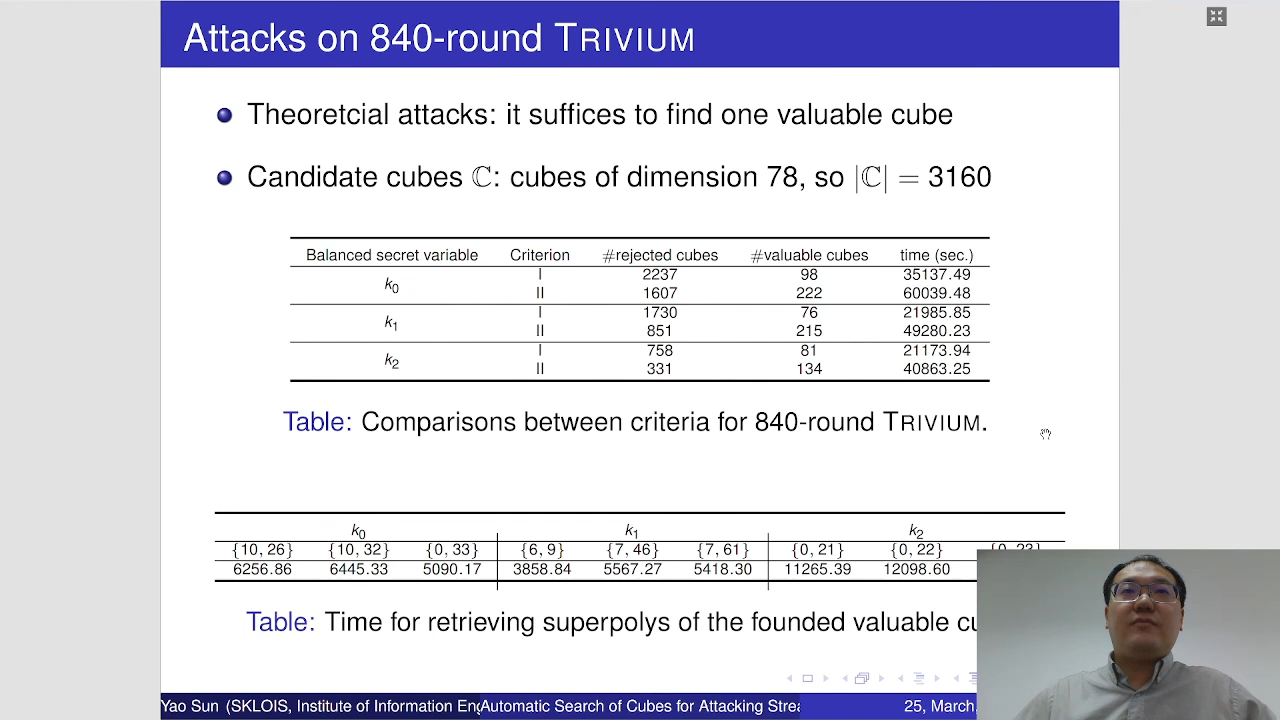 Attacks on 840-round TRIVIUM
Theoretcial attacks: it suffices to find one valuable cube
Candidate cubes ℂ: cubes of dimension 78, so |ℂ| = 3160
Balanced secret variable Criterion #rejected cubes #valuable cubes time (sec.)
k₀ I 2237 98 35137.49
II 1607 222 60039.48
k₁ I 1730 76 21985.85
II 851 215 49280.23
k₂ I 758 81 21173.94
II 331 134 40863.25
Table: Comparisons between criteria for 840-round TRIVIUM.
k₀ k₁ k₂
{10, 26} {10, 32} {0, 33} {6, 9} {7, 46} {7, 61} {0, 21} {0, 22}
6256.86 6445.33 5090.17 3858.84 5567.27 5418.30 11265.39 12098.60
Table: Time for retrieving superpolys of the founded valuable
Yao Sun (SKLOIS, Institute of Information Automatic Search of Cubes for Attacking 25, March,